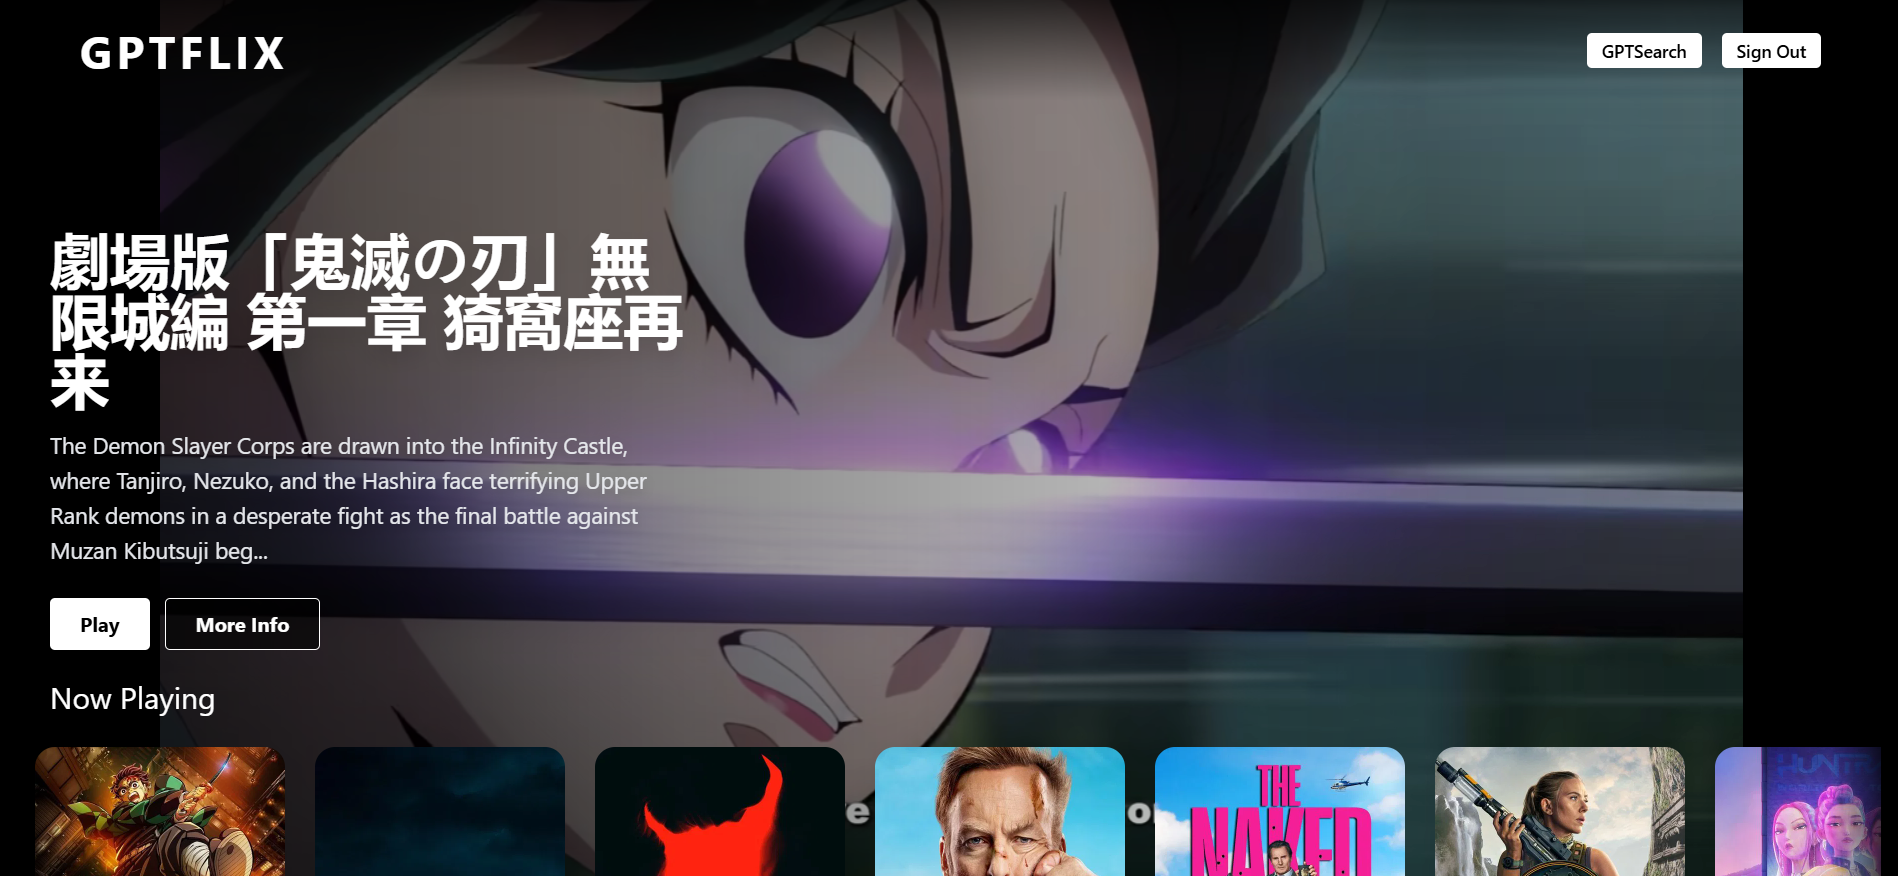 GPTFLIX
GPTSearch
Sign Out
劇場版「鬼滅の刃」無
限城編 第一章 猗窩座再
来
The Demon Slayer Corps are drawn into the Infinity Castle,
where Tanjiro, Nezuko, and the Hashira face terrifying Upper
Rank demons in a desperate fight as the final battle against
Muzan Kibutsuji beg...
Play
More Info
Now Playing
THE
NAKED